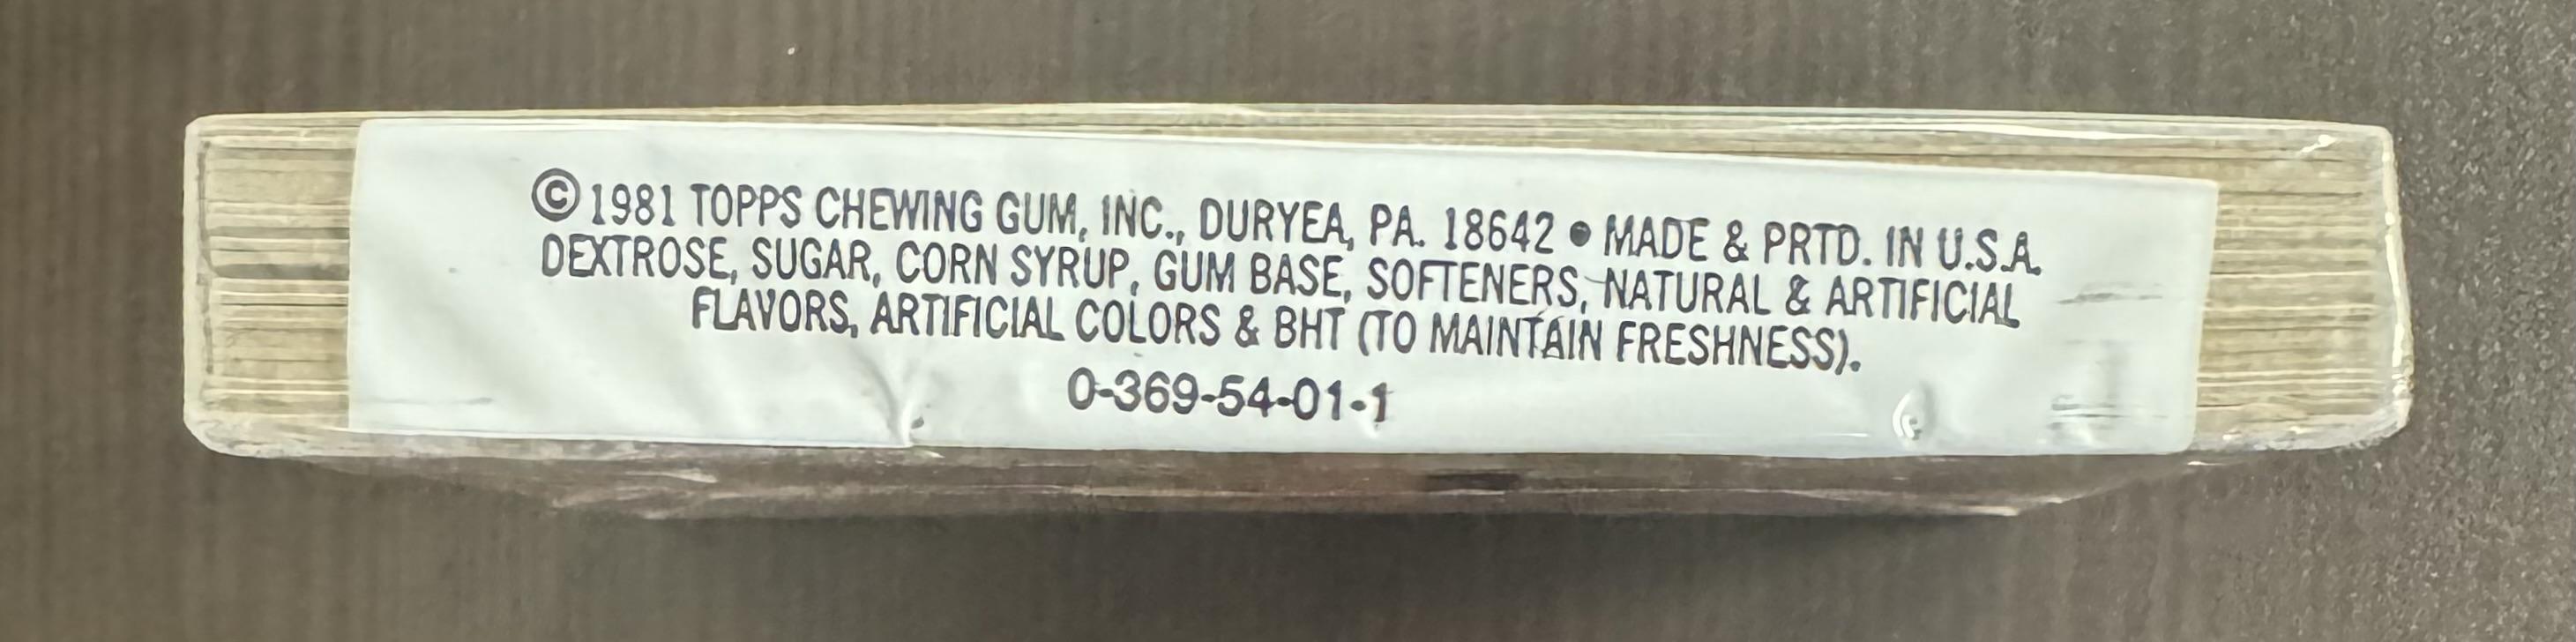 © 1981 TOPPS CHEWING GUM, INC., DURYEA, PA. 18642 • MADE & PRTD. IN U.S.A.
DEXTROSE, SUGAR, CORN SYRUP, GUM BASE, SOFTENERS, NATURAL & ARTIFICIAL
FLAVORS, ARTIFICIAL COLORS & BHT (TO MAINTAIN FRESHNESS).
0-369-54-01-1